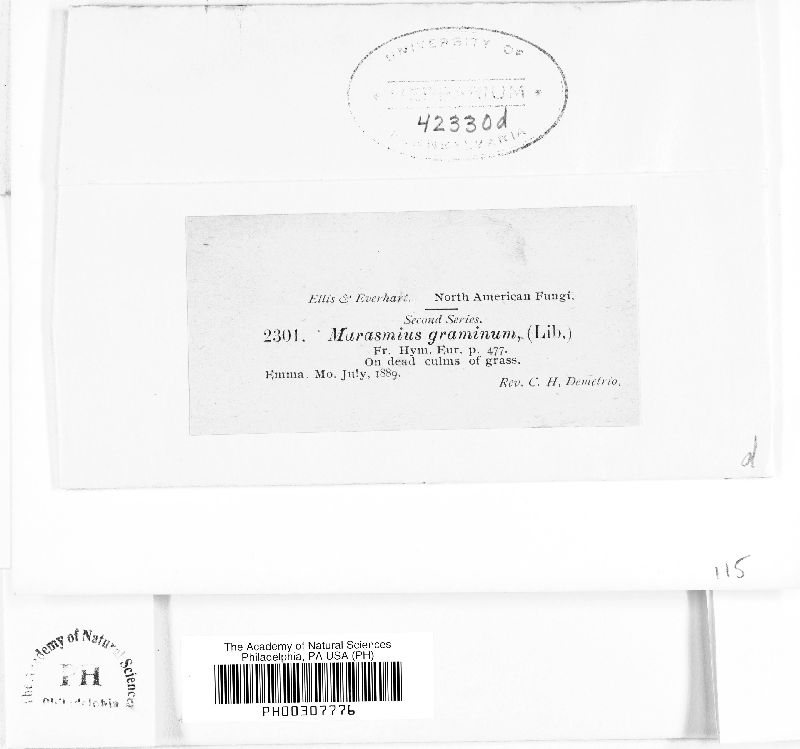 UNIVERSITY OF
HERBARIUM
42330d
PENNSYLVANIA
Ellis & Everhart. North American Fungi.
Second Series.
2301. Marasmius graminum, (Lib.)
Fr. Hym. Eur. p. 477.
On dead culms of grass.
Emma. Mo. July, 1889.
Rev. C. H. Demetrio.
d
115
The Academy of Natural Sciences
PH
Philadelphia
The Academy of Natural Sciences
Philadelphia, PA USA (PH)
PH00307776